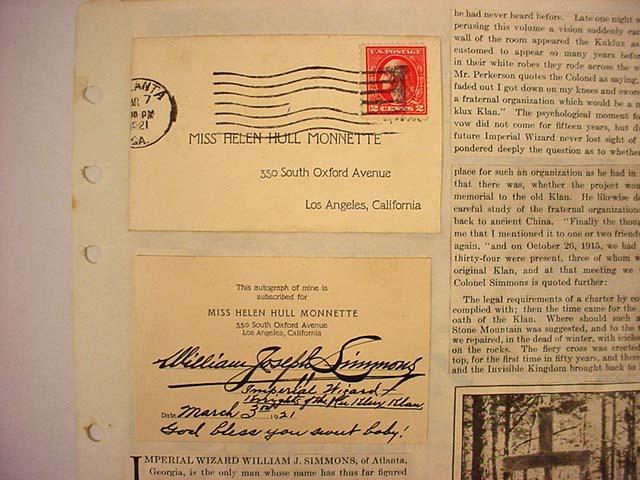 ANTA
7
PM
1921
GA.
U.S. POSTAGE
2 CENTS 2
MISS HELEN HULL MONNETTE
350 South Oxford Avenue
Los Angeles, California
This autograph of mine is
subscribed for
MISS HELEN HULL MONNETTE
350 South Oxford Avenue
Los Angeles, California
William Joseph Simmons
Imperial Wizard
Knights of the Ku Klux Klan
Date March 3rd 1921
God bless you sweet baby!
IMPERIAL WIZARD WILLIAM J. SIMMONS, of Atlanta,
Georgia, is the only man whose name has thus far figured
he had never heard before. Late one night w
perusing this volume a vision suddenly ca
wall of the room appeared the Kuklux as
customed to appear so many years befor
in their white robes they rode across the w
Mr. Perkerson quotes the Colonel as saying,
faded out I got down on my knees and swore
a fraternal organization which would be a m
klux Klan." The psychological moment fo
vow did not come for fifteen years, but d
future Imperial Wizard never lost sight of
pondered deeply the question as to whethe
place for such an organization as he had in
that there was, whether the project wou
memorial to the old Klan. He likewise de
careful study of the fraternal organization
back to ancient China. "Finally the thoug
me that I mentioned it to one or two friends
again, "and on October 26, 1915, we had
thirty-four were present, three of whom w
original Klan, and at that meeting we
Colonel Simmons is quoted further:
The legal requirements of a charter by co
complied with; then the time came for the
oath of the Klan. Where should such a
Stone Mountain was suggested, and to the
we repaired, in the dead of winter, with icicles
on the rocks. The fiery cross was erected
top, for the first time in fifty years, and there
and the Invisible Kingdom brought back to